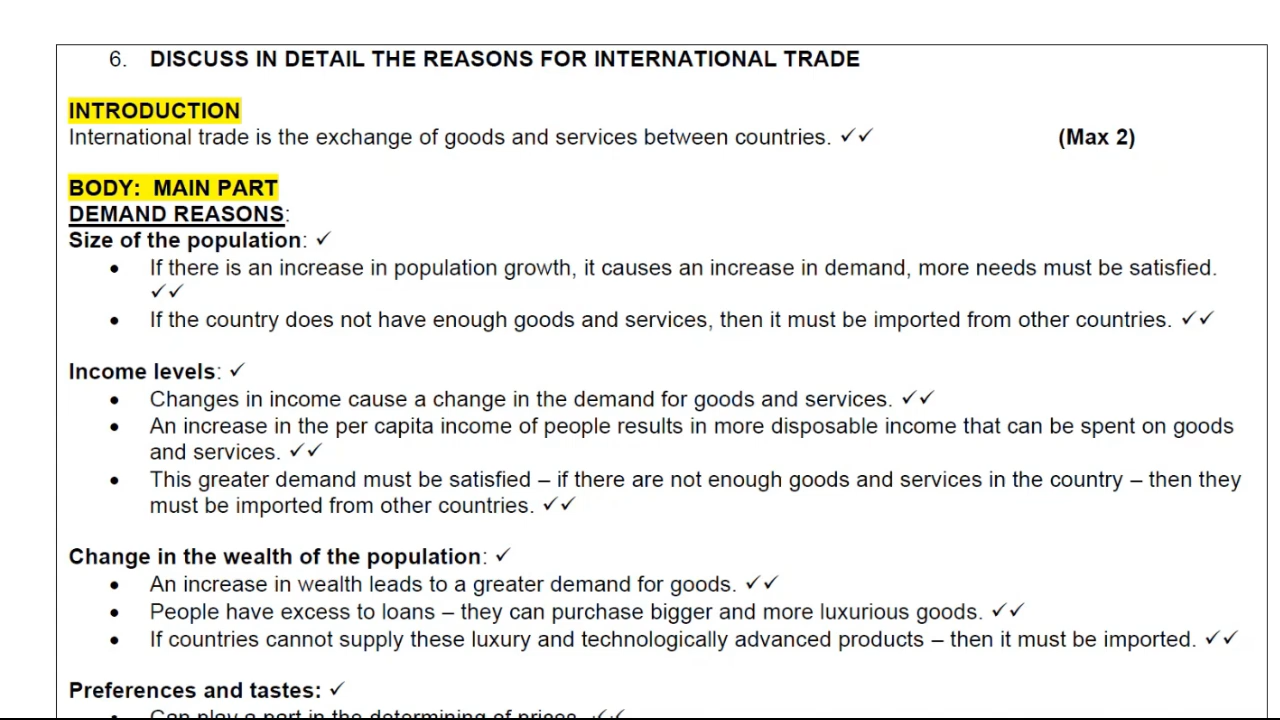 6. DISCUSS IN DETAIL THE REASONS FOR INTERNATIONAL TRADE
INTRODUCTION
International trade is the exchange of goods and services between countries. ✓✓ (Max 2)
BODY: MAIN PART
DEMAND REASONS:
Size of the population: ✓
• If there is an increase in population growth, it causes an increase in demand, more needs must be satisfied.
✓✓
• If the country does not have enough goods and services, then it must be imported from other countries. ✓✓
Income levels: ✓
• Changes in income cause a change in the demand for goods and services. ✓✓
• An increase in the per capita income of people results in more disposable income that can be spent on goods
and services. ✓✓
• This greater demand must be satisfied – if there are not enough goods and services in the country – then they
must be imported from other countries. ✓✓
Change in the wealth of the population: ✓
• An increase in wealth leads to a greater demand for goods. ✓✓
• People have excess to loans – they can purchase bigger and more luxurious goods. ✓✓
• If countries cannot supply these luxury and technologically advanced products – then it must be imported. ✓✓
Preferences and tastes: ✓
• Can play a part in the determining of prices. ✓✓